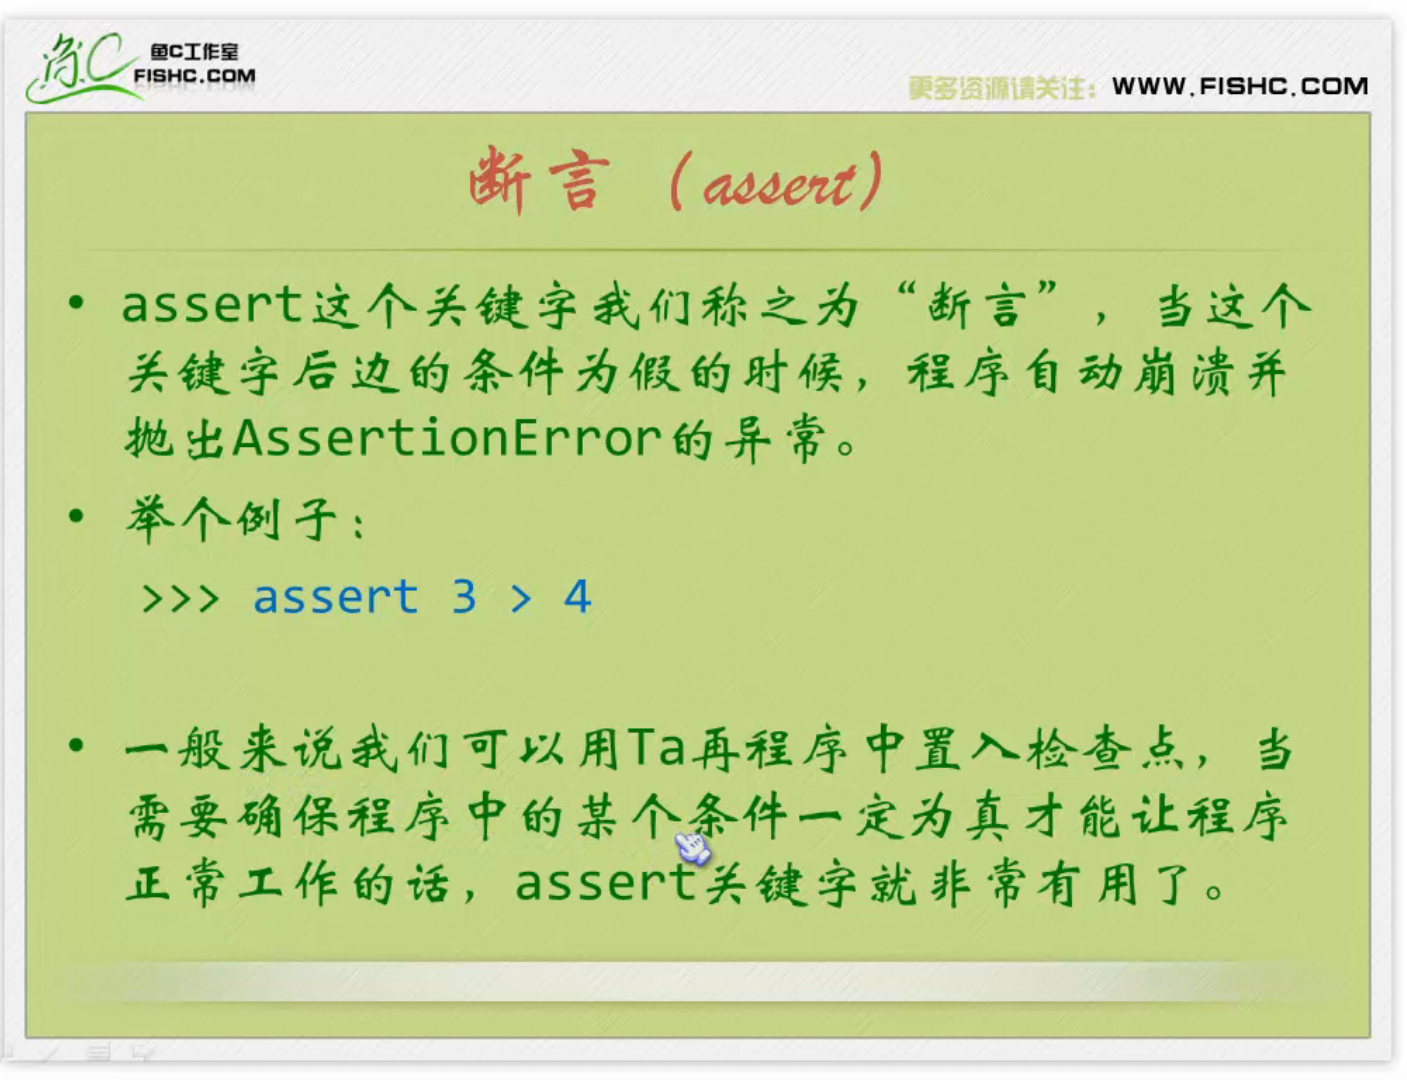 鱼C工作室
FISHC.COM
更多资源请关注：WWW.FISHC.COM
断言（assert）
• assert这个关键字我们称之为“断言”，当这个
关键字后边的条件为假的时候，程序自动崩溃并
抛出AssertionError的异常。
• 举个例子：
>>> assert 3 > 4
• 一般来说我们可以用Ta再程序中置入检查点，当
需要确保程序中的某个条件一定为真才能让程序
正常工作的话，assert关键字就非常有用了。